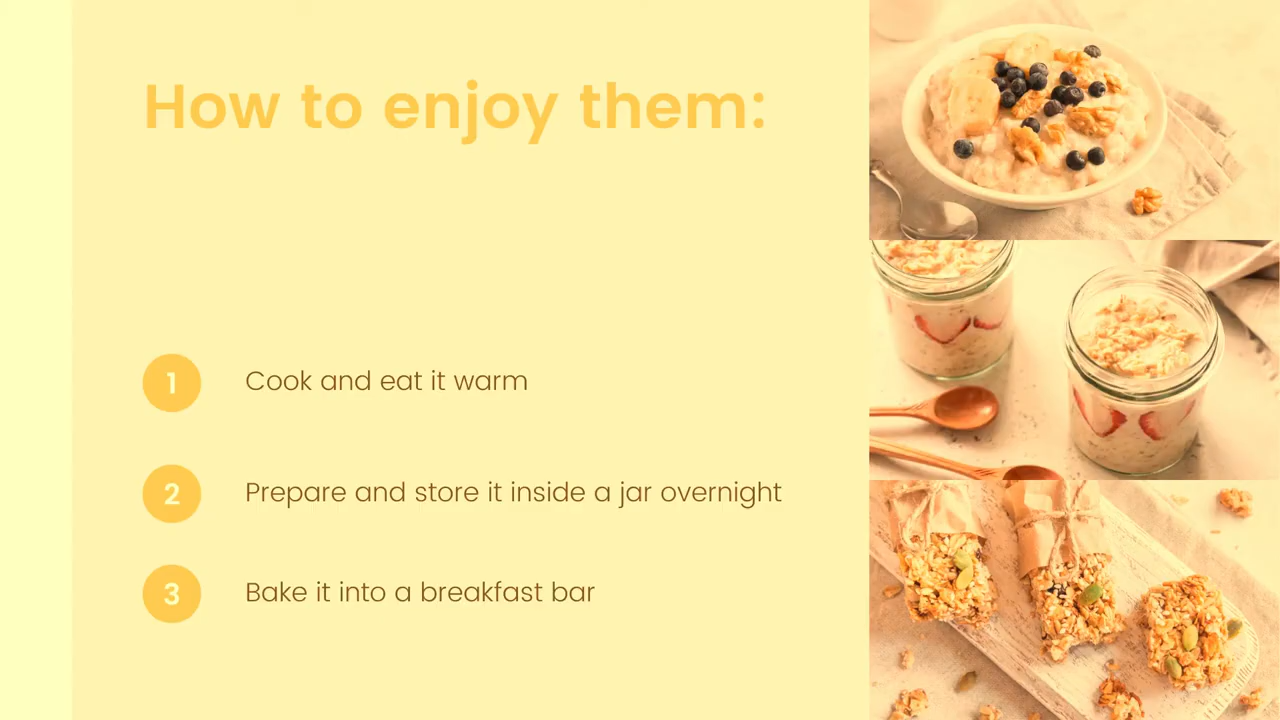 How to enjoy them:
1 Cook and eat it warm
2 Prepare and store it inside a jar overnight
3 Bake it into a breakfast bar